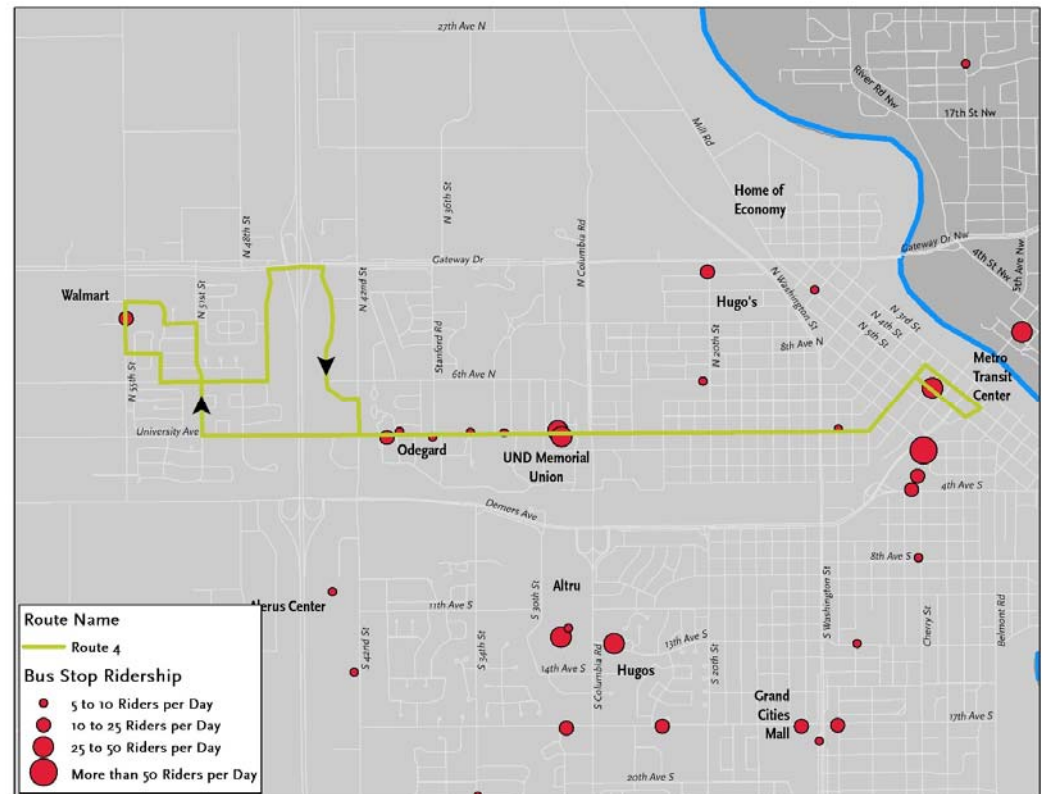 27th Ave N
River Rd Nw
17th St Nw
Mill Rd
Home of
Economy
N 36th St
N 48th St
N Columbia Rd
Gateway Dr Nw
4th St Nw
5th Ave Nw
Gateway Dr
N 42nd St
Walmart
N 51st St
Hugo's
N Washington St
N 3rd St
N 4th St
N 5th St
Stanford Rd
N 20th St
8th Ave N
Metro
Transit
Center
N 55th St
6th Ave N
University Ave
Odegard
UND Memorial
Union
4th Ave S
Demers Ave
8th Ave S
Altru
Alerus Center
11th Ave S
S 30th St
S Washington St
Cherry St
Belmont Rd
S 42nd St
S 34th St
14th Ave S
S Columbia Rd
Hugos
13th Ave S
S 20th St
Grand
Cities
Mall
17th Ave S
20th Ave S
Route Name
Route 4
Bus Stop Ridership
5 to 10 Riders per Day
10 to 25 Riders per Day
25 to 50 Riders per Day
More than 50 Riders per Day